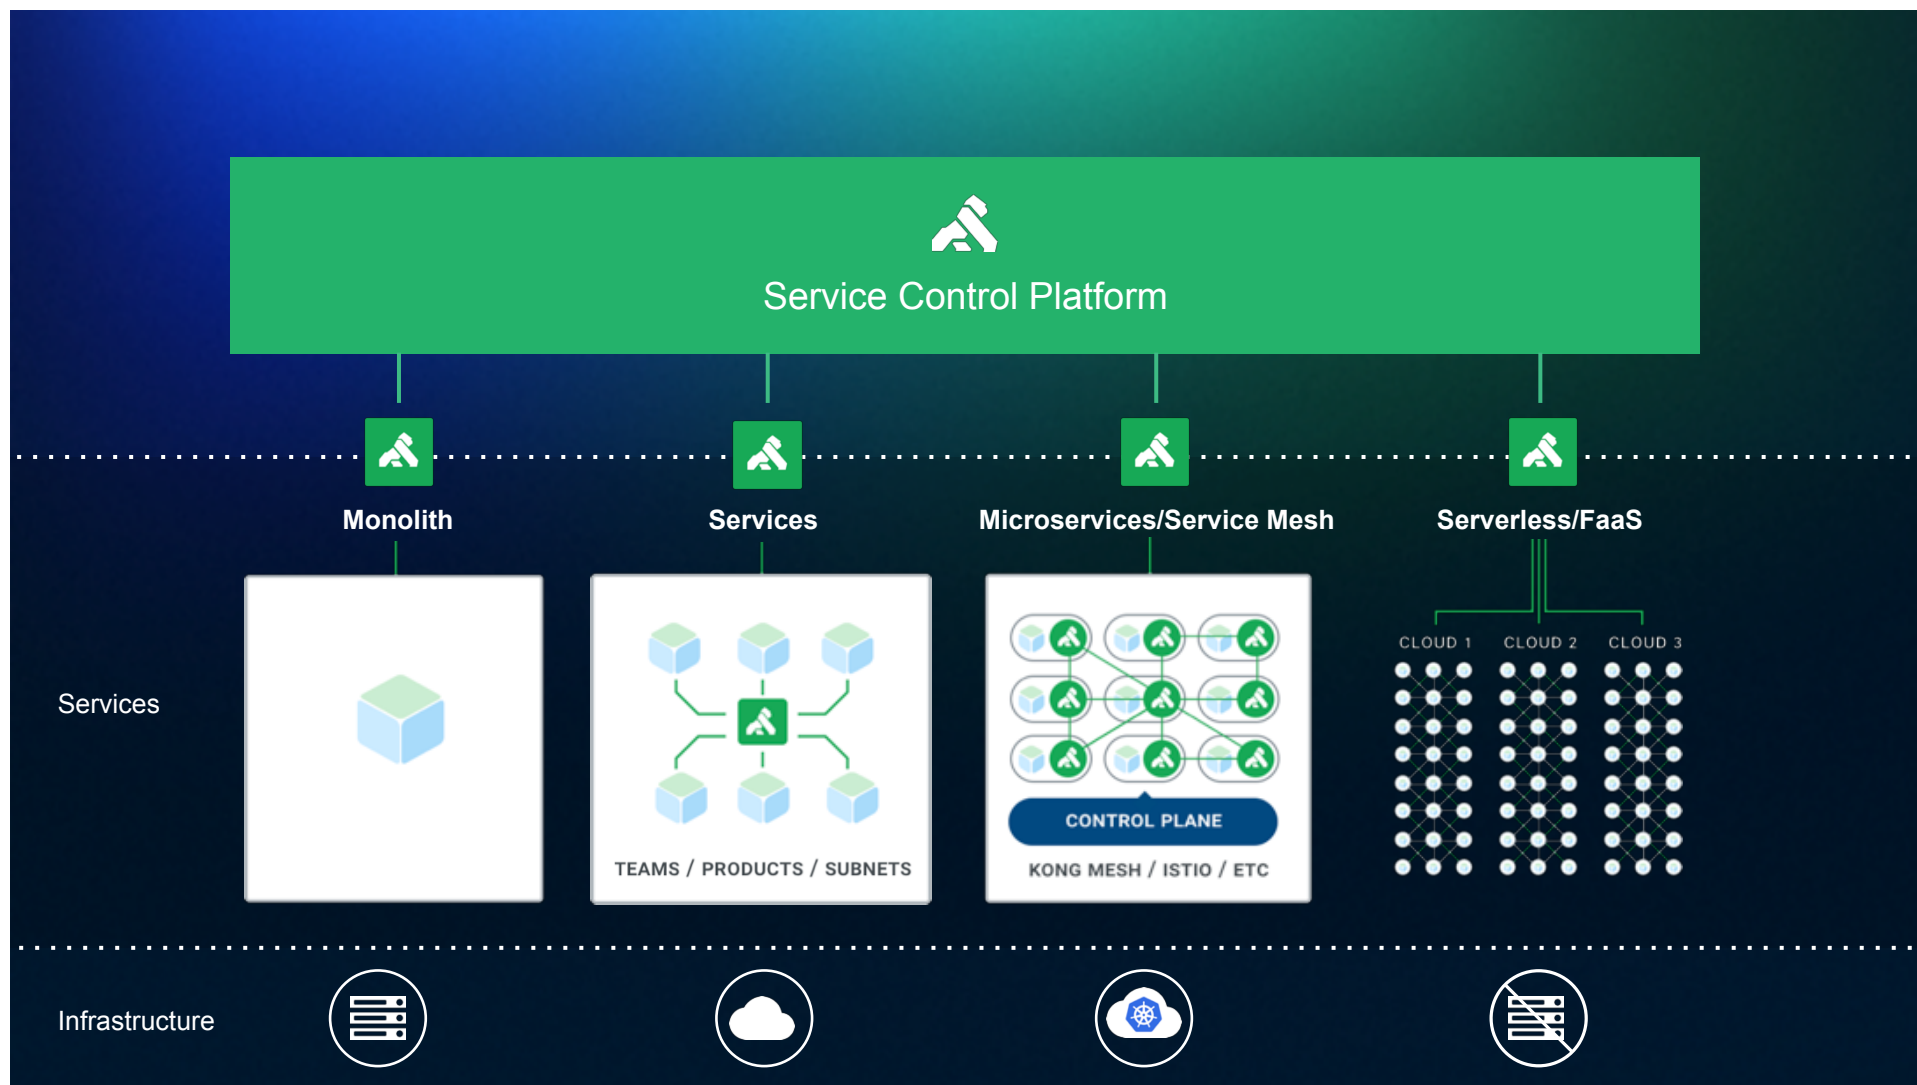 Service Control Platform
Monolith
Services
Microservices/Service Mesh
Serverless/FaaS
CLOUD 1
CLOUD 2
CLOUD 3
Services
CONTROL PLANE
TEAMS / PRODUCTS / SUBNETS
KONG MESH / ISTIO / ETC
Infrastructure